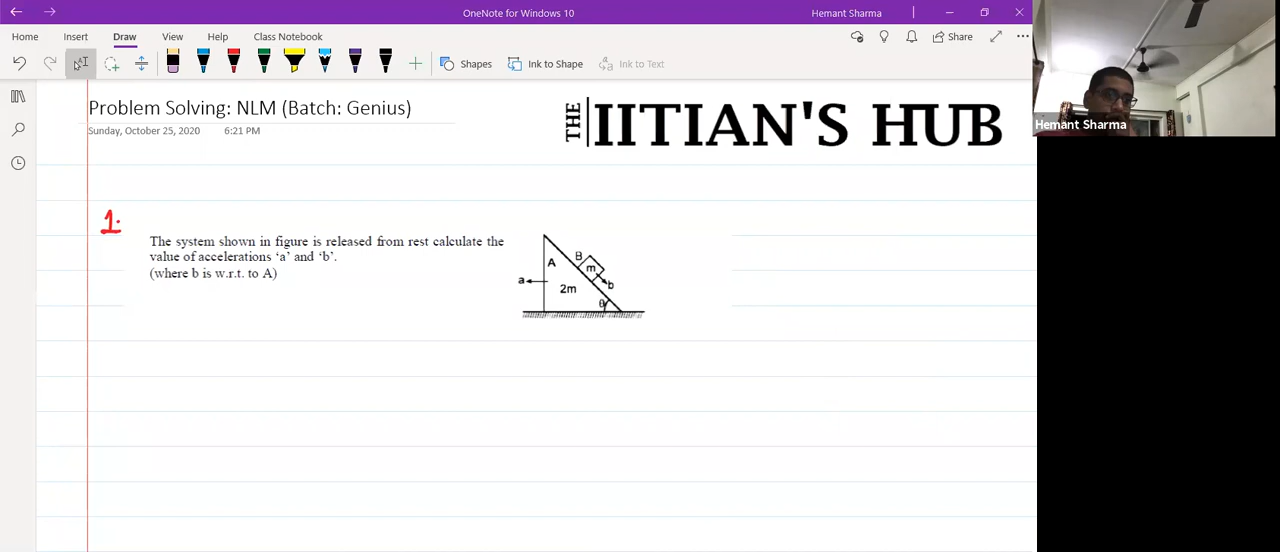 OneNote for Windows 10
Hemant Sharma
Home Insert Draw View Help Class Notebook
Share
Shapes
Ink to Shape
Ink to Text
Hemant Sharma
Problem Solving: NLM (Batch: Genius)
Sunday, October 25, 2020 6:21 PM
THE IITIAN'S HUB
1.
The system shown in figure is released from rest calculate the
value of accelerations 'a' and 'b'.
(where b is w.r.t. to A)
A
B
m
b
a
2m
θ